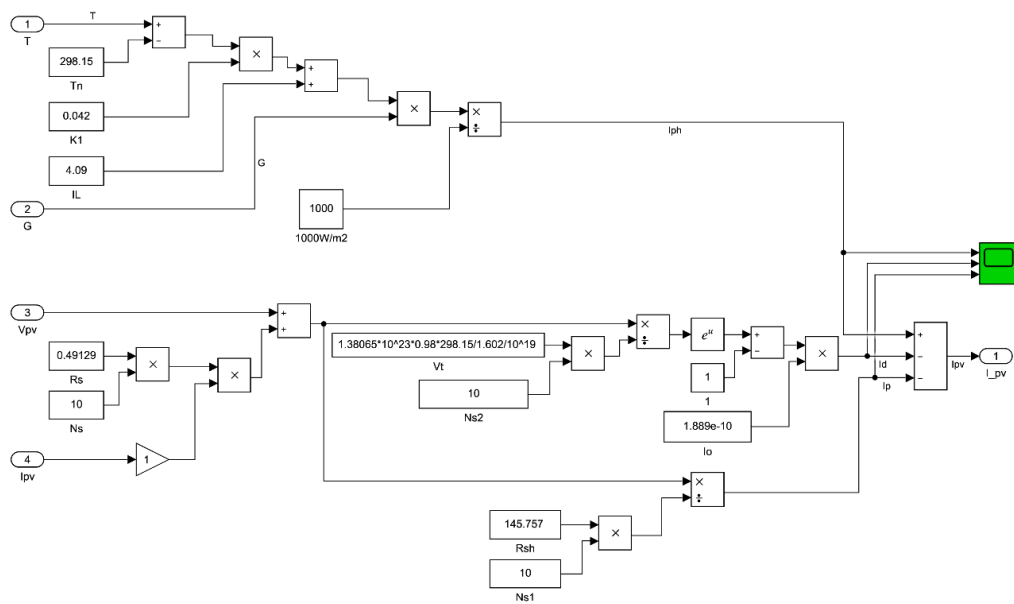 1
T
T
+
−
298.15
Tn
×
0.042
K1
+
+
4.09
IL
×
×
÷
Iph
G
2
G
1000
1000W/m2
3
Vpv
+
+
0.49129
Rs
×
10
Ns
×
4
Ipv
1
1.38065*10^23*0.98*298.15/1.602/10^19
Vt
×
10
Ns2
×
÷
e^u
+
−
1
1
×
1.889e-10
Io
+
−
−
Id
Ip
Ipv
1
I_pv
×
÷
145.757
Rsh
×
10
Ns1